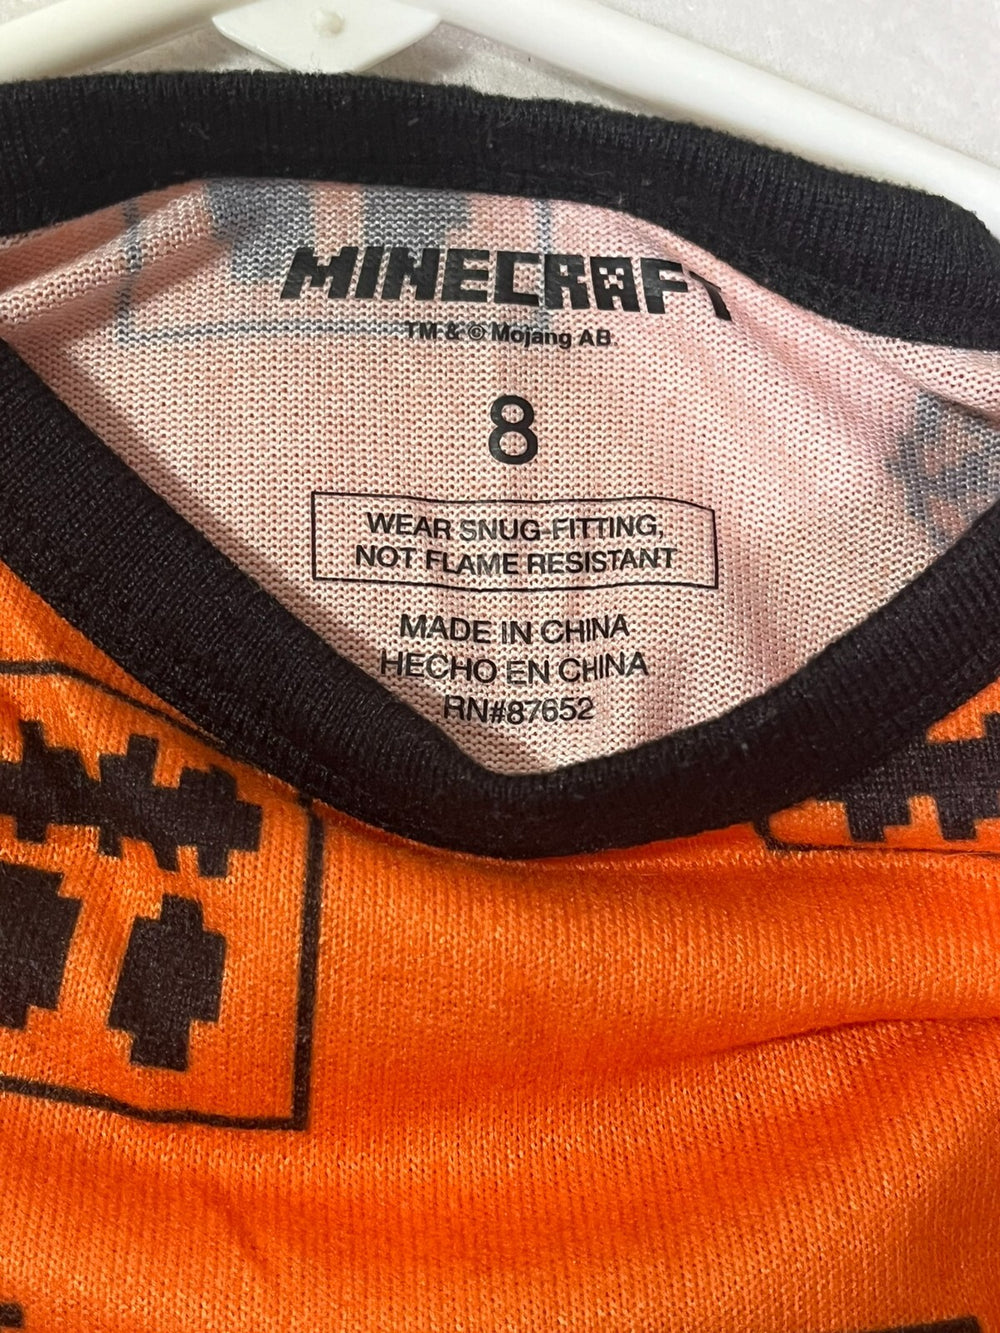 MINECRAFT
TM & © Mojang AB.
8
WEAR SNUG-FITTING,
NOT FLAME RESISTANT
MADE IN CHINA
HECHO EN CHINA
RN#87652